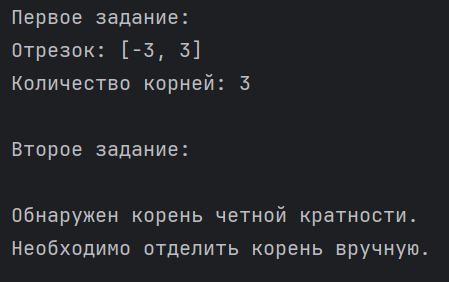 Первое задание:
Отрезок: [-3, 3]
Количество корней: 3
Второе задание:
Обнаружен корень четной кратности.
Необходимо отделить корень вручную.